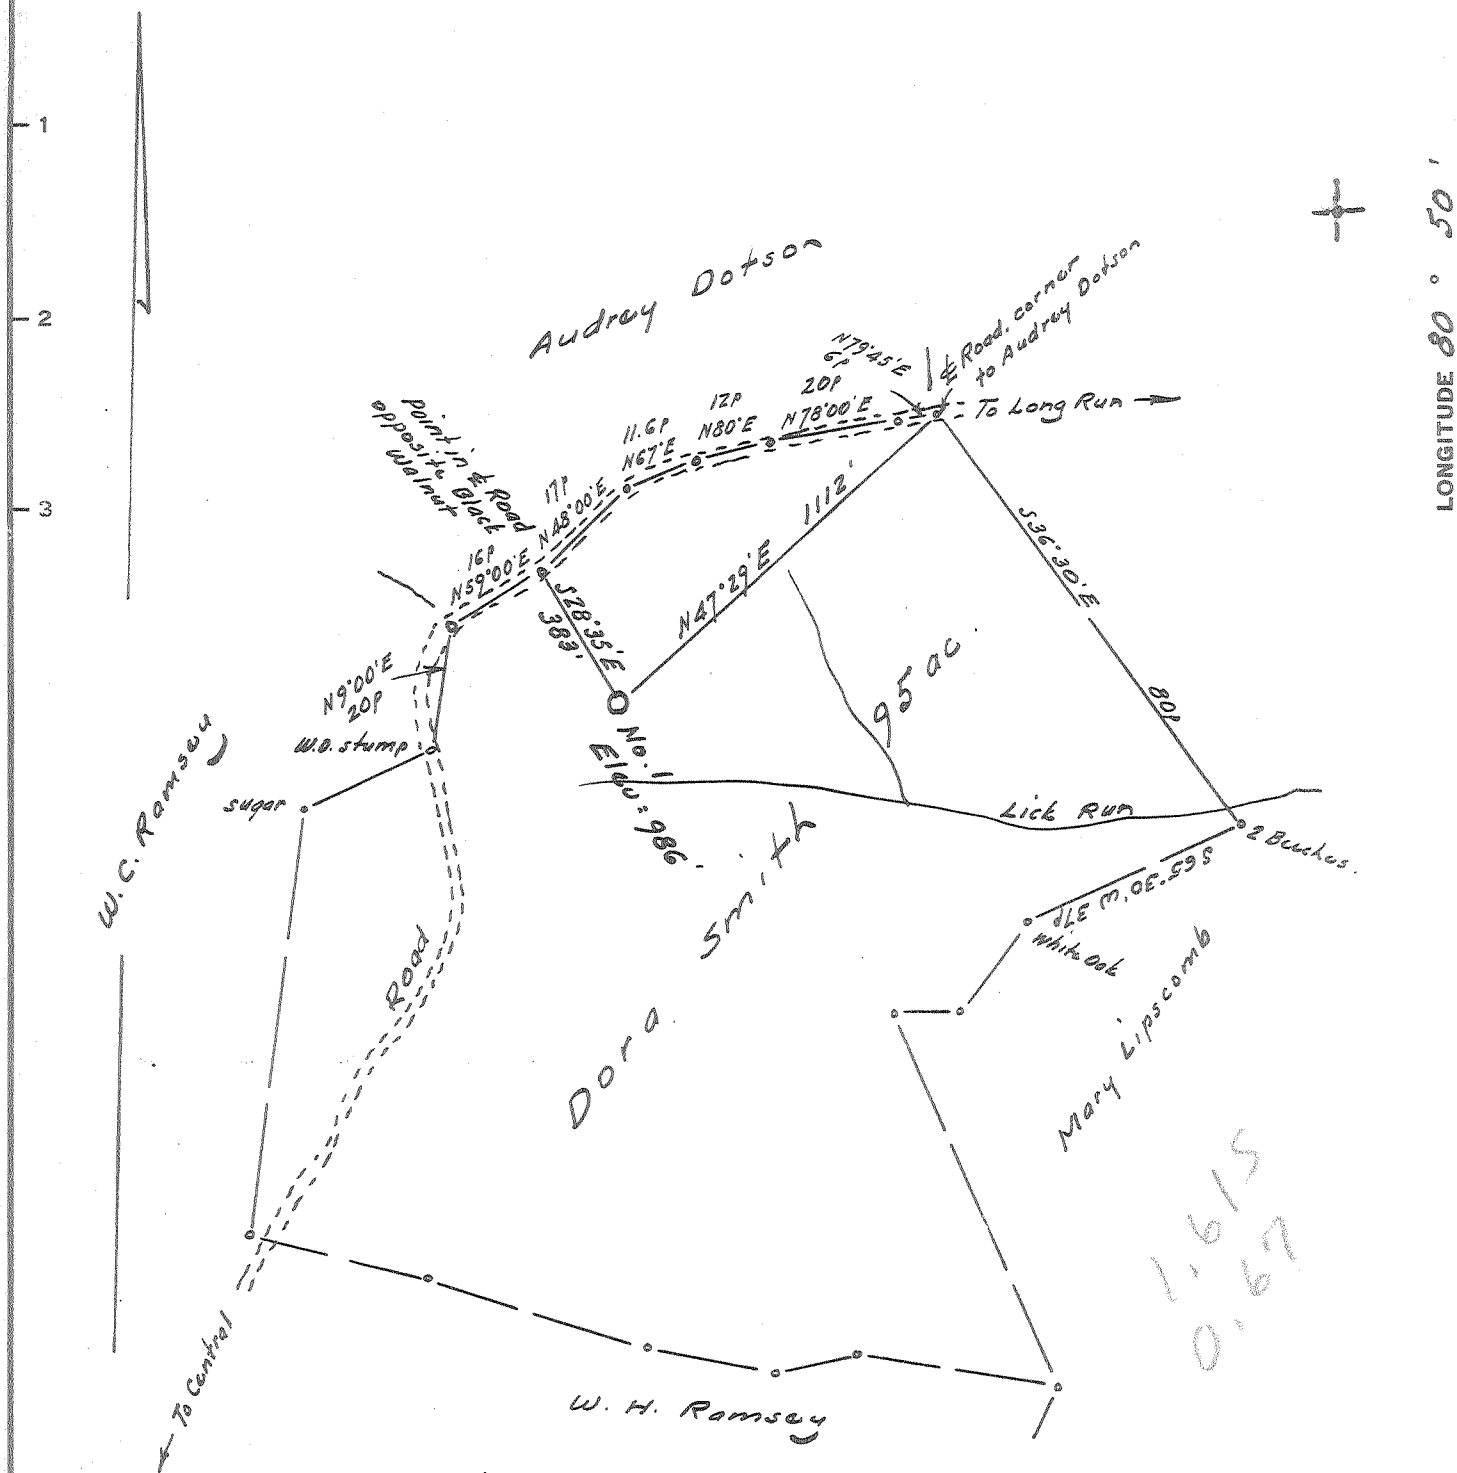 1
2
3
LONGITUDE 80° 50'
Audrey Dotson
℄ Road, corner
to Audrey Dotson
N79°45'E
6P
20P
N78°00'E
12P
N80°E
11.6P
N67°E
17P
N48°00'E
16P
N59°00'E
To Long Run
Point in ℄ Road
opposite Black
Walnut
1112'
N47°29'E
S28°35'E
383'
S36°30'E
80P
N9°00'E
20P
W.O. stump
sugar
No. 1
Elev: 986'
95 ac.
Lick Run
2 Beeches.
S65°30'W 37P
White Oak
W.C. Ramsey
Road
Dora Smith
Mary Lipscomb
1.615
0.67
To Central
W. H. Ramsey